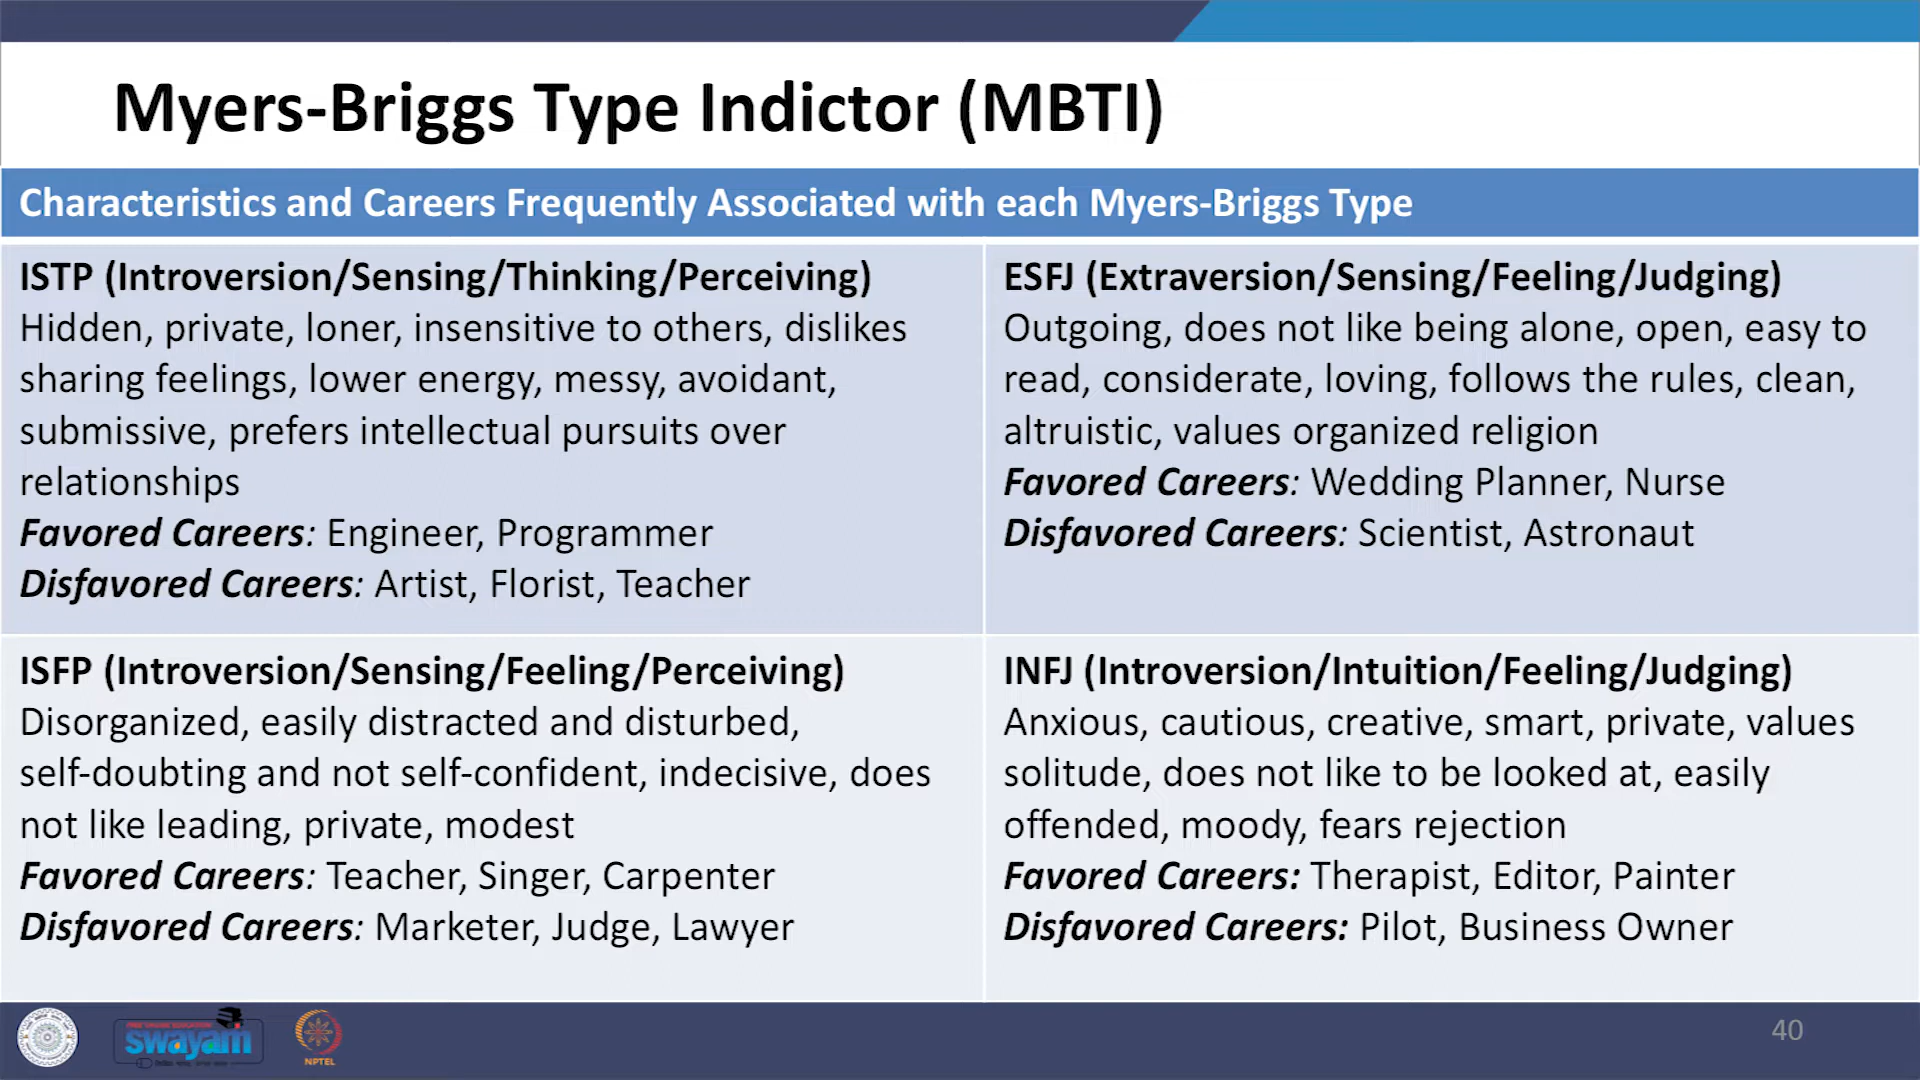 Myers-Briggs Type Indictor (MBTI)
Characteristics and Careers Frequently Associated with each Myers-Briggs Type
ISTP (Introversion/Sensing/Thinking/Perceiving)
Hidden, private, loner, insensitive to others, dislikes
sharing feelings, lower energy, messy, avoidant,
submissive, prefers intellectual pursuits over
relationships
Favored Careers: Engineer, Programmer
Disfavored Careers: Artist, Florist, Teacher
ESFJ (Extraversion/Sensing/Feeling/Judging)
Outgoing, does not like being alone, open, easy to
read, considerate, loving, follows the rules, clean,
altruistic, values organized religion
Favored Careers: Wedding Planner, Nurse
Disfavored Careers: Scientist, Astronaut
ISFP (Introversion/Sensing/Feeling/Perceiving)
Disorganized, easily distracted and disturbed,
self-doubting and not self-confident, indecisive, does
not like leading, private, modest
Favored Careers: Teacher, Singer, Carpenter
Disfavored Careers: Marketer, Judge, Lawyer
INFJ (Introversion/Intuition/Feeling/Judging)
Anxious, cautious, creative, smart, private, values
solitude, does not like to be looked at, easily
offended, moody, fears rejection
Favored Careers: Therapist, Editor, Painter
Disfavored Careers: Pilot, Business Owner
swayam
NPTEL
40